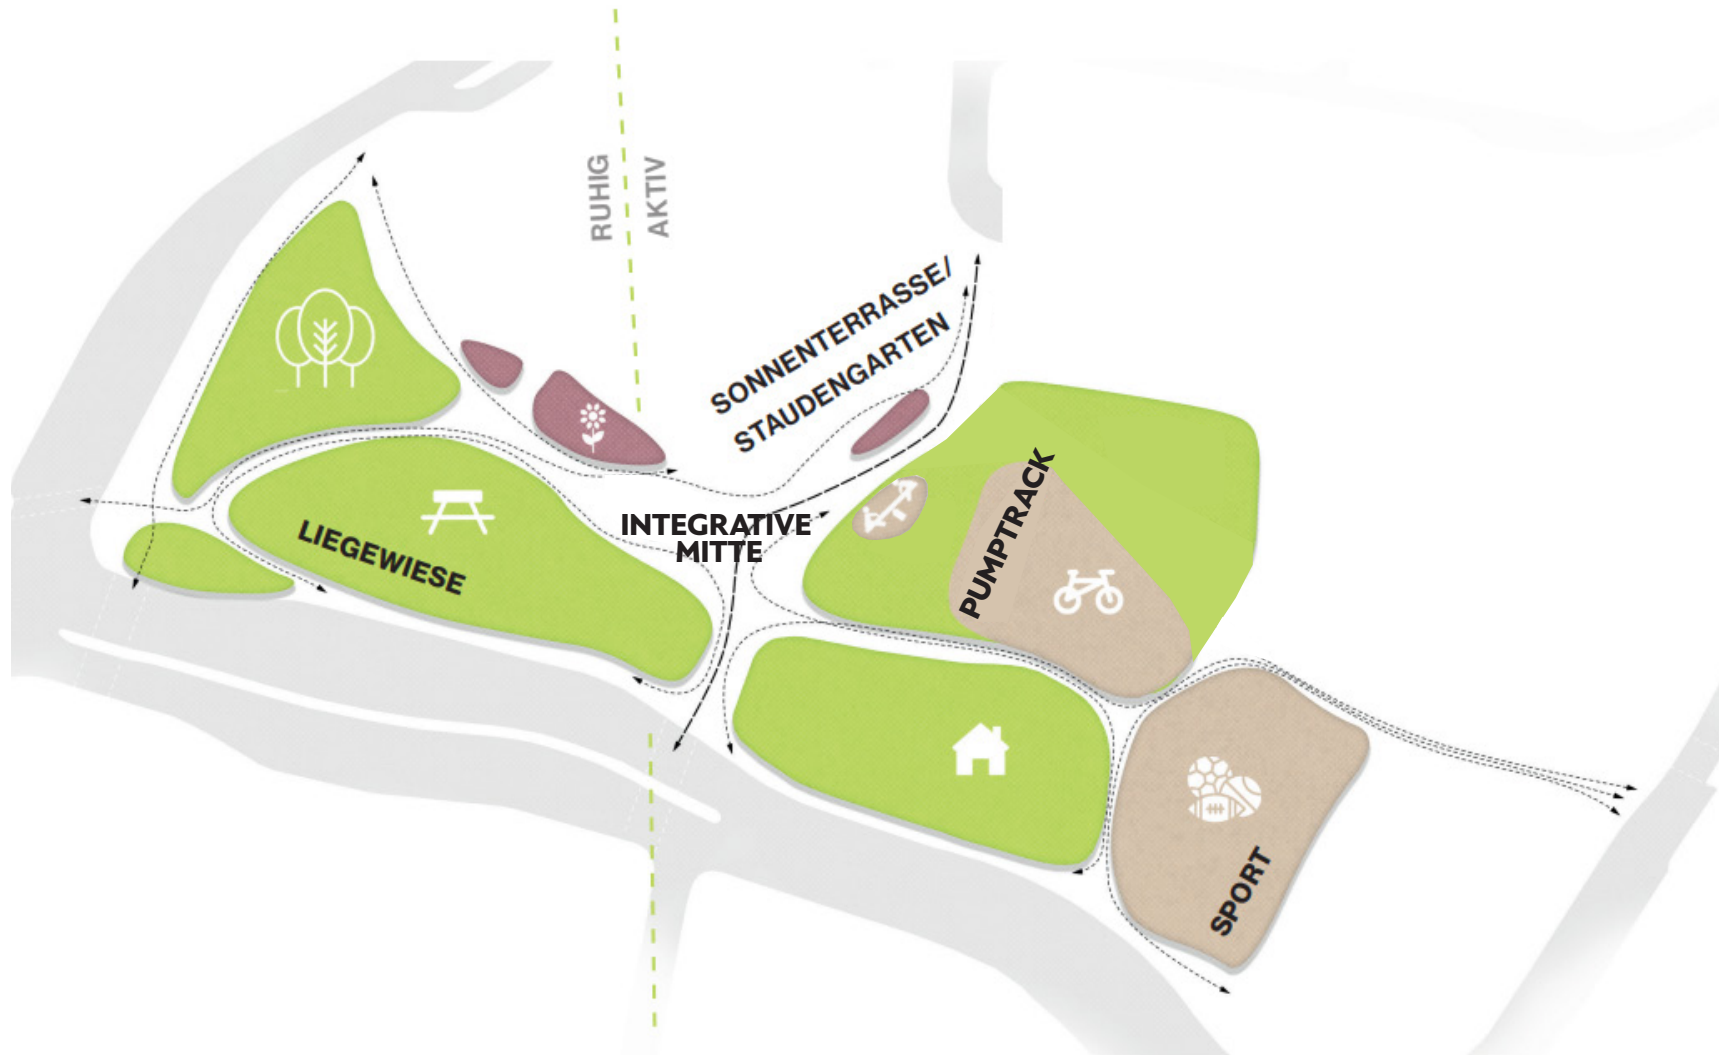 RUHIG
AKTIV
SONNENTERRASSE/
STAUDENGARTEN
INTEGRATIVE
MITTE
LIEGEWIESE
PUMPTRACK
SPORT